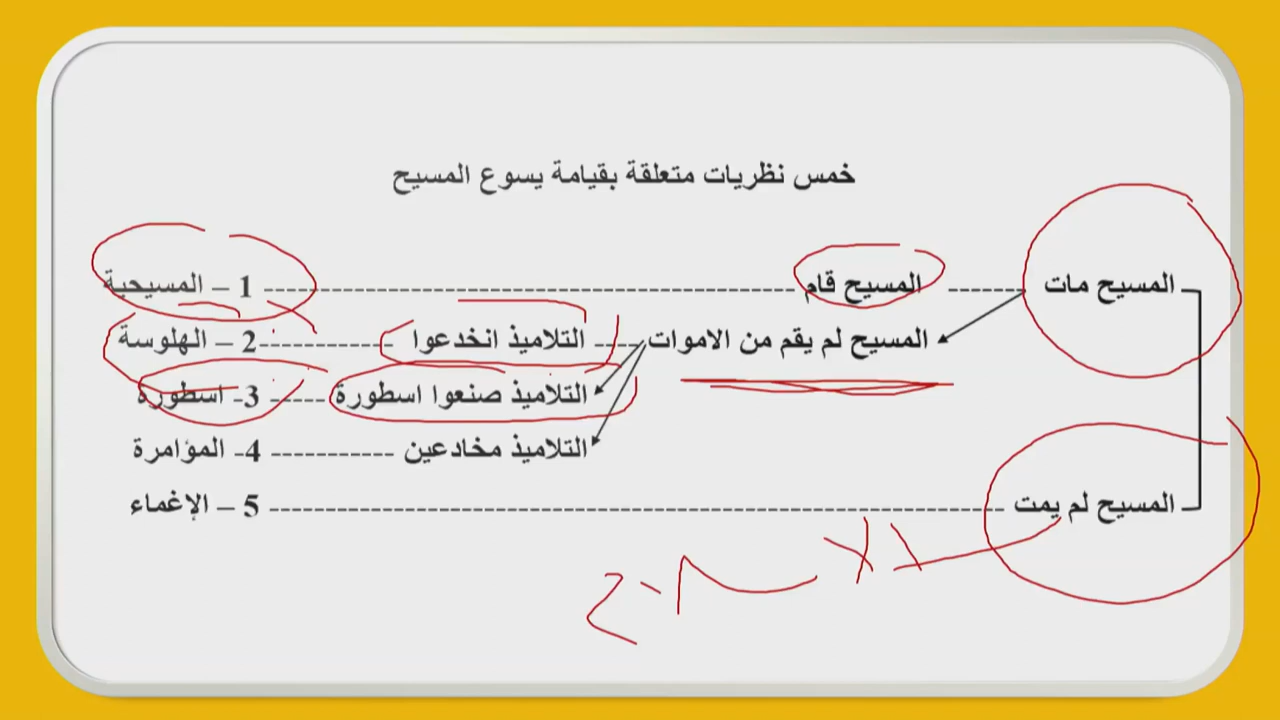 خمس نظريات متعلقة بقيامة يسوع المسيح
المسيح مات ------ المسيح قام ------------------------ 1 – المسيحية
المسيح لم يقم من الاموات ---- التلاميذ انخدعوا ---------- 2 – الهلوسة
التلاميذ صنعوا اسطورة ----- 3- اسطورة
التلاميذ مخادعين ---------- 4- المؤامرة
المسيح لم يمت ------------------------ 5 – الإغماء